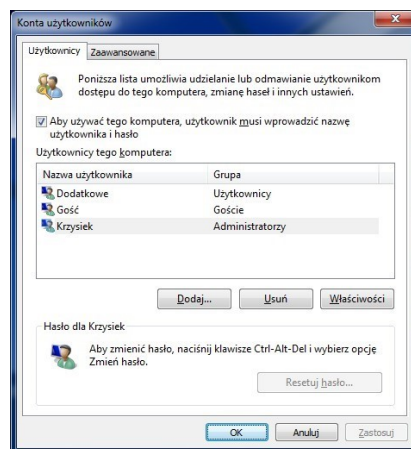 Konta użytkowników
Użytkownicy
Zaawansowane
Poniższa lista umożliwia udzielanie lub odmawianie użytkownikom
dostępu do tego komputera, zmianę haseł i innych ustawień.
Aby używać tego komputera, użytkownik musi wprowadzić nazwę
użytkownika i hasło
Użytkownicy tego komputera:
Nazwa użytkownika Grupa
Dodatkowe Użytkownicy
Gość Goście
Krzysiek Administratorzy
Dodaj... Usuń Właściwości
Hasło dla Krzysiek
Aby zmienić hasło, naciśnij klawisze Ctrl-Alt-Del i wybierz opcję
Zmień hasło.
Resetuj hasło...
OK Anuluj Zastosuj